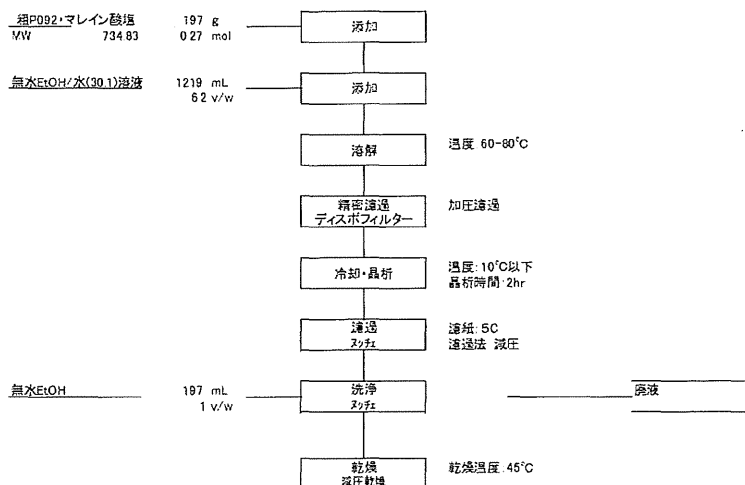 粗P092・マレイン酸塩 197 g
MW 734.83 0.27 mol
添加
無水EtOH/水(30.1)溶液 1219 mL
6.2 v/w
添加
溶解
温度 60-80℃
精密濾過
ディスポフィルター
加圧濾過
冷却・晶析
温度:10℃以下
晶析時間:2hr
濾過
ヌッチェ
濾紙:5C
濾過法 減圧
無水EtOH 197 mL
1 v/w
洗浄
ヌッチェ
廃液
乾燥
減圧乾燥
乾燥温度:45℃